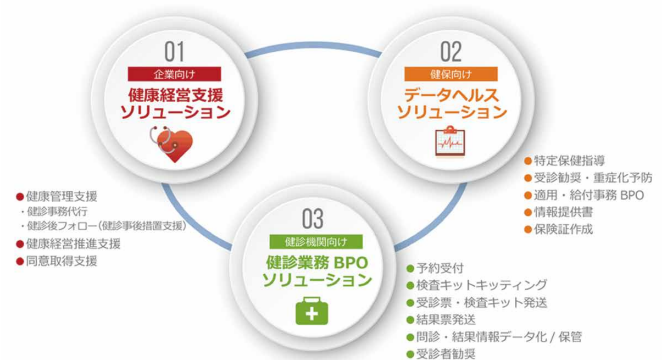 01
企業向け
健康経営支援
ソリューション
●健康管理支援
・健診事務代行
・健診後フォロー(健診事後措置支援)
●健康経営推進支援
●同意取得支援
02
健保向け
データヘルス
ソリューション
●特定保健指導
●受診勧奨・重症化予防
●適用・給付事務 BPO
●情報提供書
●保険証作成
03
健診機関向け
健診業務 BPO
ソリューション
●予約受付
●検査キットキッティング
●受診票・検査キット発送
●結果票発送
●問診・結果情報データ化 / 保管
●受診者勧奨